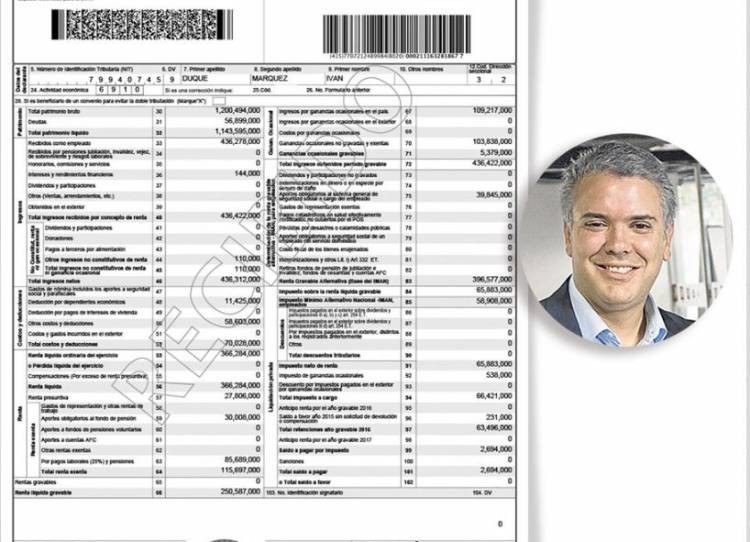 (415)7707212489984(8020) 0002111632818677
Datos del declarante
5. Número de Identificación Tributaria (NIT)
6. DV
7. Primer apellido
8. Segundo apellido
9. Primer nombre
10. Otros nombres
12. Cod. Dirección seccional
7 9 9 4 0 7 4 5 9 DUQUE MARQUEZ IVAN 3 2
24. Actividad económica 6 9 1 0 Si es una corrección indique: 25. Cód. 26. No. Formulario anterior
28. Si es beneficiario de un convenio para evitar la doble tributación (Marque"X")
Patrimonio
Total patrimonio bruto 30 1,200,494,000
Deudas 31 56,899,000
Total patrimonio líquido 32 1,143,595,000
Ingresos
Recibidos como empleado 33 436,278,000
Recibidos por pensiones jubilación, invalidez, vejez, de sobreviviente y riesgos laborales 0
Honorarios, comisiones y servicios 0
Intereses y rendimientos financieros 36 144,000
Dividendos y participaciones 37 0
Otros (Ventas, arrendamientos, etc.) 38 0
Obtenidos en el exterior 39 0
Total ingresos recibidos por concepto de renta 40 436,422,000
Dividendos y participaciones 41 0
Donaciones 42 0
Pagos a terceros por alimentación 43 0
Otros ingresos no constitutivos de renta 44 110,000
Total ingresos no constitutivos de renta ni ganancia ocasional 45 110,000
Total ingresos netos 46 436,312,000
Costos y deducciones
Gastos de nómina incluidos los aportes a seguridad social y parafiscales 47 0
Deducción por dependientes económicos 48 11,425,000
Deducción por pagos de intereses de vivienda 49 0
Otros costos y deducciones 50 58,603,000
Costos y gastos incurridos en el exterior 51 0
Total costos y deducciones 52 70,028,000
Renta
Renta líquida ordinaria del ejercicio 53 366,284,000
o Pérdida líquida del ejercicio 54 0
Compensaciones (Por exceso de renta presuntiva) 55 0
Renta líquida 56 366,284,000
Renta presuntiva 57 27,806,000
Renta exenta
Gastos de representación y otras rentas de trabajo 58 0
Aportes obligatorios al fondo de pensión 59 30,008,000
Aportes a fondos de pensiones voluntarios 60 0
Aportes a cuentas AFC 61 0
Otras rentas exentas 62 0
Por pagos laborales (25%) y pensiones 63 85,689,000
Total renta exenta 64 115,697,000
Rentas gravables 65 0
Renta líquida gravable 66 250,587,000
Ganan. Ocasional
Ingresos por ganancias ocasionales en el país 67 109,217,000
Ingresos por ganancias ocasionales en el exterior 68 0
Costos por ganancias ocasionales 69 0
Ganancias ocasionales no gravadas y exentas 70 103,838,000
Ganancias ocasionales gravables 71 5,379,000
Total ingresos obtenidos período gravable 72 436,422,000
Dividendos y participaciones no gravados 73 0
Indemnizaciones en dinero o en especie por seguro de daño 74 0
Aportes obligatorios al sistema general de seguridad social a cargo del empleado 75 39,845,000
Gastos de representación exentos 76 0
Pagos catastróficos en salud efectivamente certificados no cubiertos por el POS 77 0
Pérdidas por desastres o calamidades públicas 78 0
Aportes obligatorios a seguridad social de un empleado del servicio doméstico 79 0
Costo fiscal de los bienes enajenados 80 0
Indemnizaciones y otros Lit. i) Art 332 ET. 81 0
Retiros fondos de pensión de jubilación e invalidez; fondos de cesantías y cuentas AFC 82 0
Renta Gravable Alternativa (Base del IMAN) 83 396,577,000
Liquidación privada
Impuesto sobre la renta líquida gravable 84 65,883,000
Impuesto Mínimo Alternativo Nacional -IMAN, empleados 85 58,908,000
Descuentos
86 0
87 0
Por impuestos pagados en el exterior, distintos a los registrados anteriormente 88 0
Otros 89 0
Total descuentos tributarios 90 0
Impuesto neto de renta 91 65,883,000
Impuesto de ganancias ocasionales 92 538,000
Descuento por impuestos pagados en el exterior por ganancias ocasionales 93 0
Total impuesto a cargo 94 66,421,000
Anticipo renta por el año gravable 2016 95 0
Saldo a favor año 2015 sin solicitud de devolución o compensación 96 231,000
Total retenciones año gravable 2016 97 63,496,000
Anticipo renta por el año gravable 2017 98 0
Saldo a pagar por impuesto 99 2,694,000
Sanciones 100 0
Total saldo a pagar 101 2,694,000
o Total saldo a favor 102 0
103. No. Identificación signatario 104. DV
0
RECIBIDO